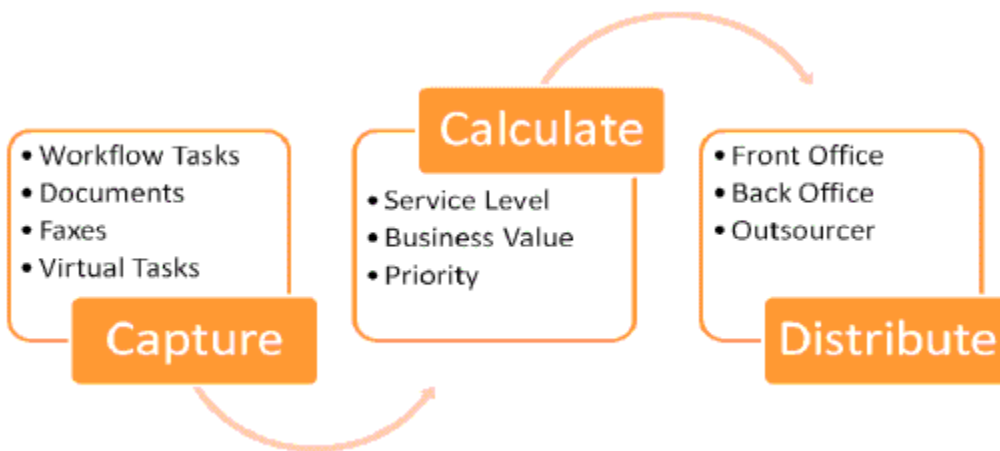 • Workflow Tasks
• Documents
• Faxes
• Virtual Tasks
Capture
Calculate
• Service Level
• Business Value
• Priority
• Front Office
• Back Office
• Outsourcer
Distribute